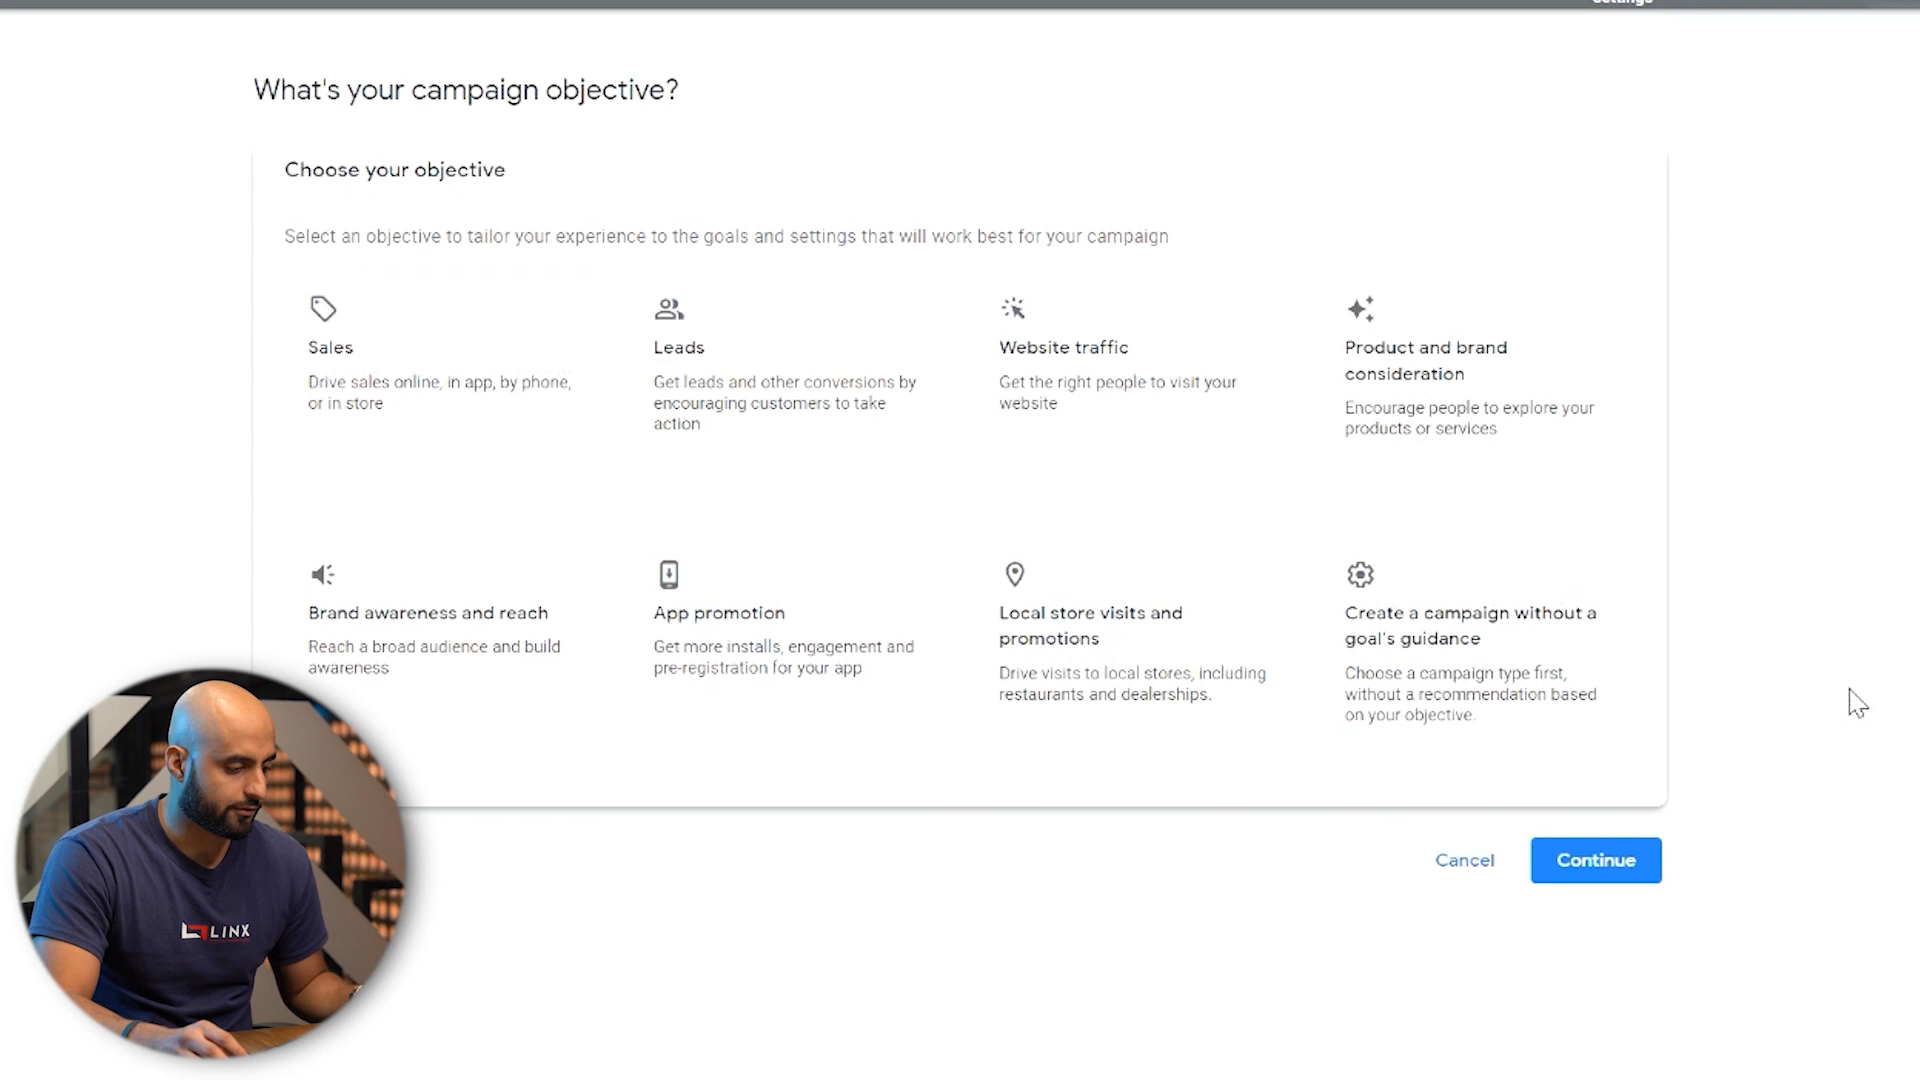 settings
What's your campaign objective?
Choose your objective
Select an objective to tailor your experience to the goals and settings that will work best for your campaign
Sales
Drive sales online, in app, by phone,
or in store
Leads
Get leads and other conversions by
encouraging customers to take
action
Website traffic
Get the right people to visit your
website
Product and brand
consideration
Encourage people to explore your
products or services
Brand awareness and reach
Reach a broad audience and build
awareness
App promotion
Get more installs, engagement and
pre-registration for your app
Local store visits and
promotions
Drive visits to local stores, including
restaurants and dealerships.
Create a campaign without a
goal's guidance
Choose a campaign type first,
without a recommendation based
on your objective.
Cancel
Continue
LINX